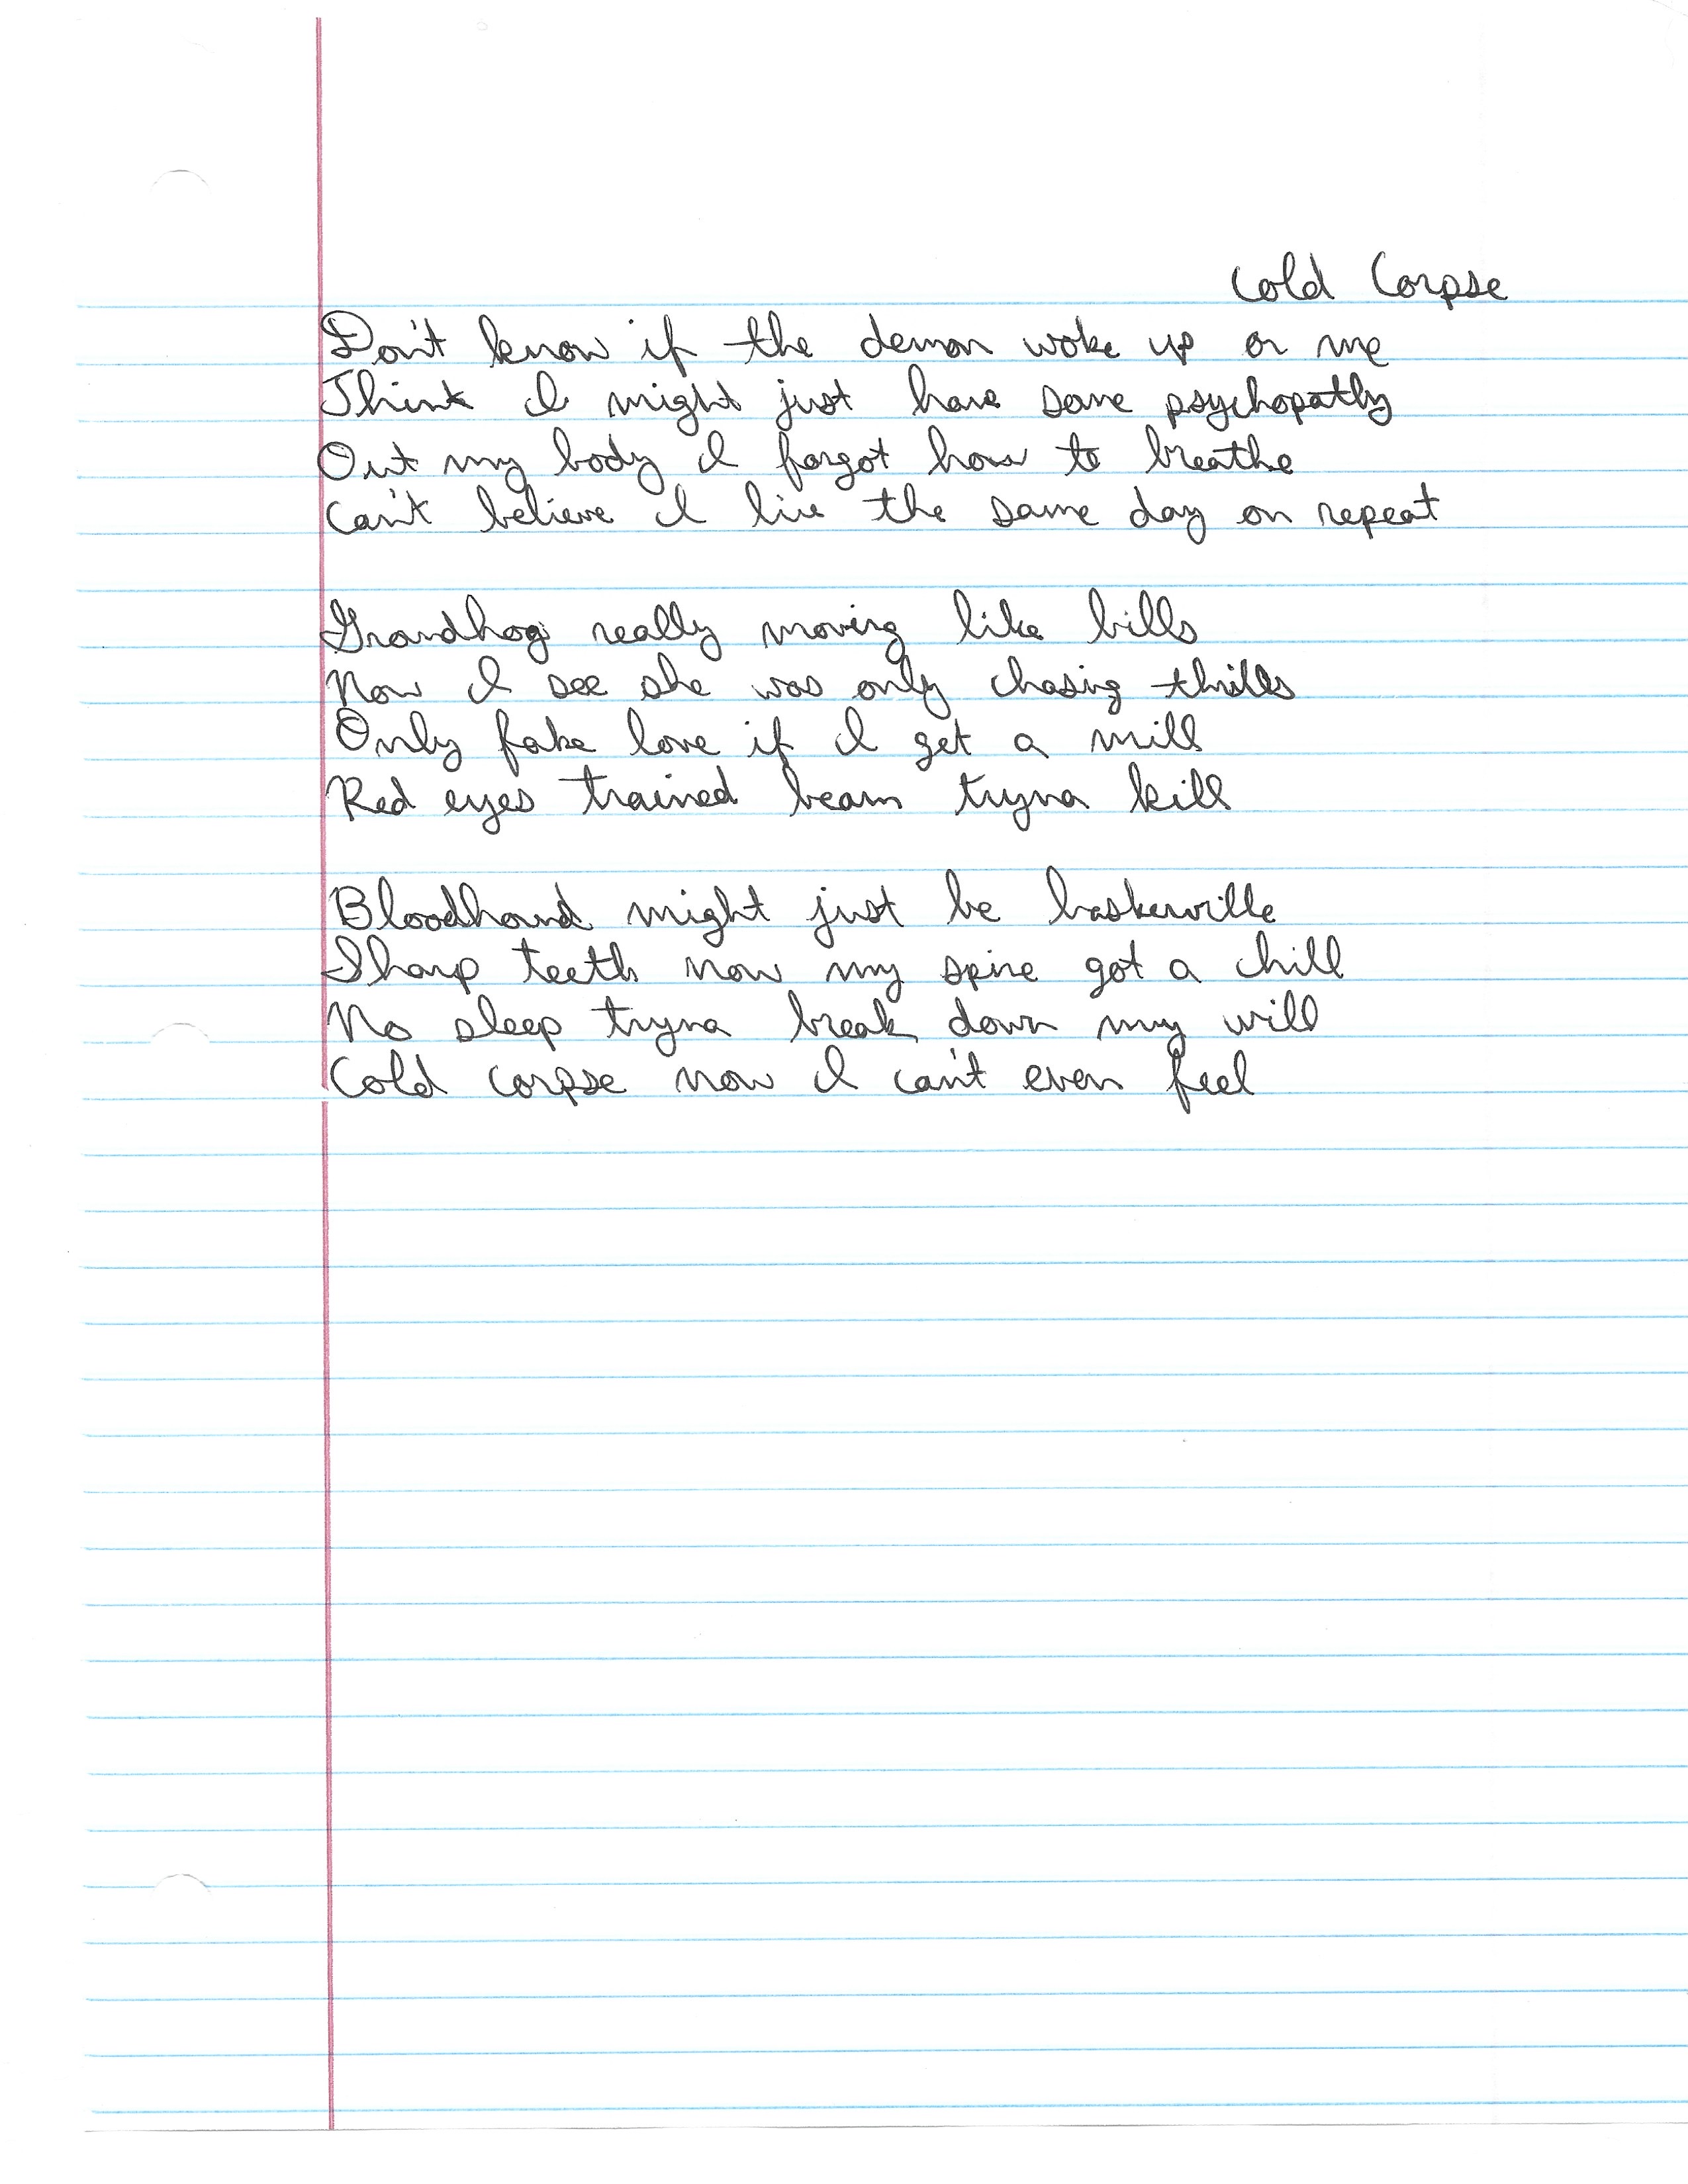 Cold Corpse
Don't know if the demon woke up or me
Think I might just have some psychopathy
Out my body I forgot how to breathe
Can't believe I live the same day on repeat
Groundhog really moving like bills
Now I see she was only chasing thrills
Only fake love if I get a mill
Red eyes trained beam tryna kill
Bloodhound might just be baskerville
Sharp teeth now my spine got a chill
No sleep tryna break down my will
Cold corpse now I can't even feel